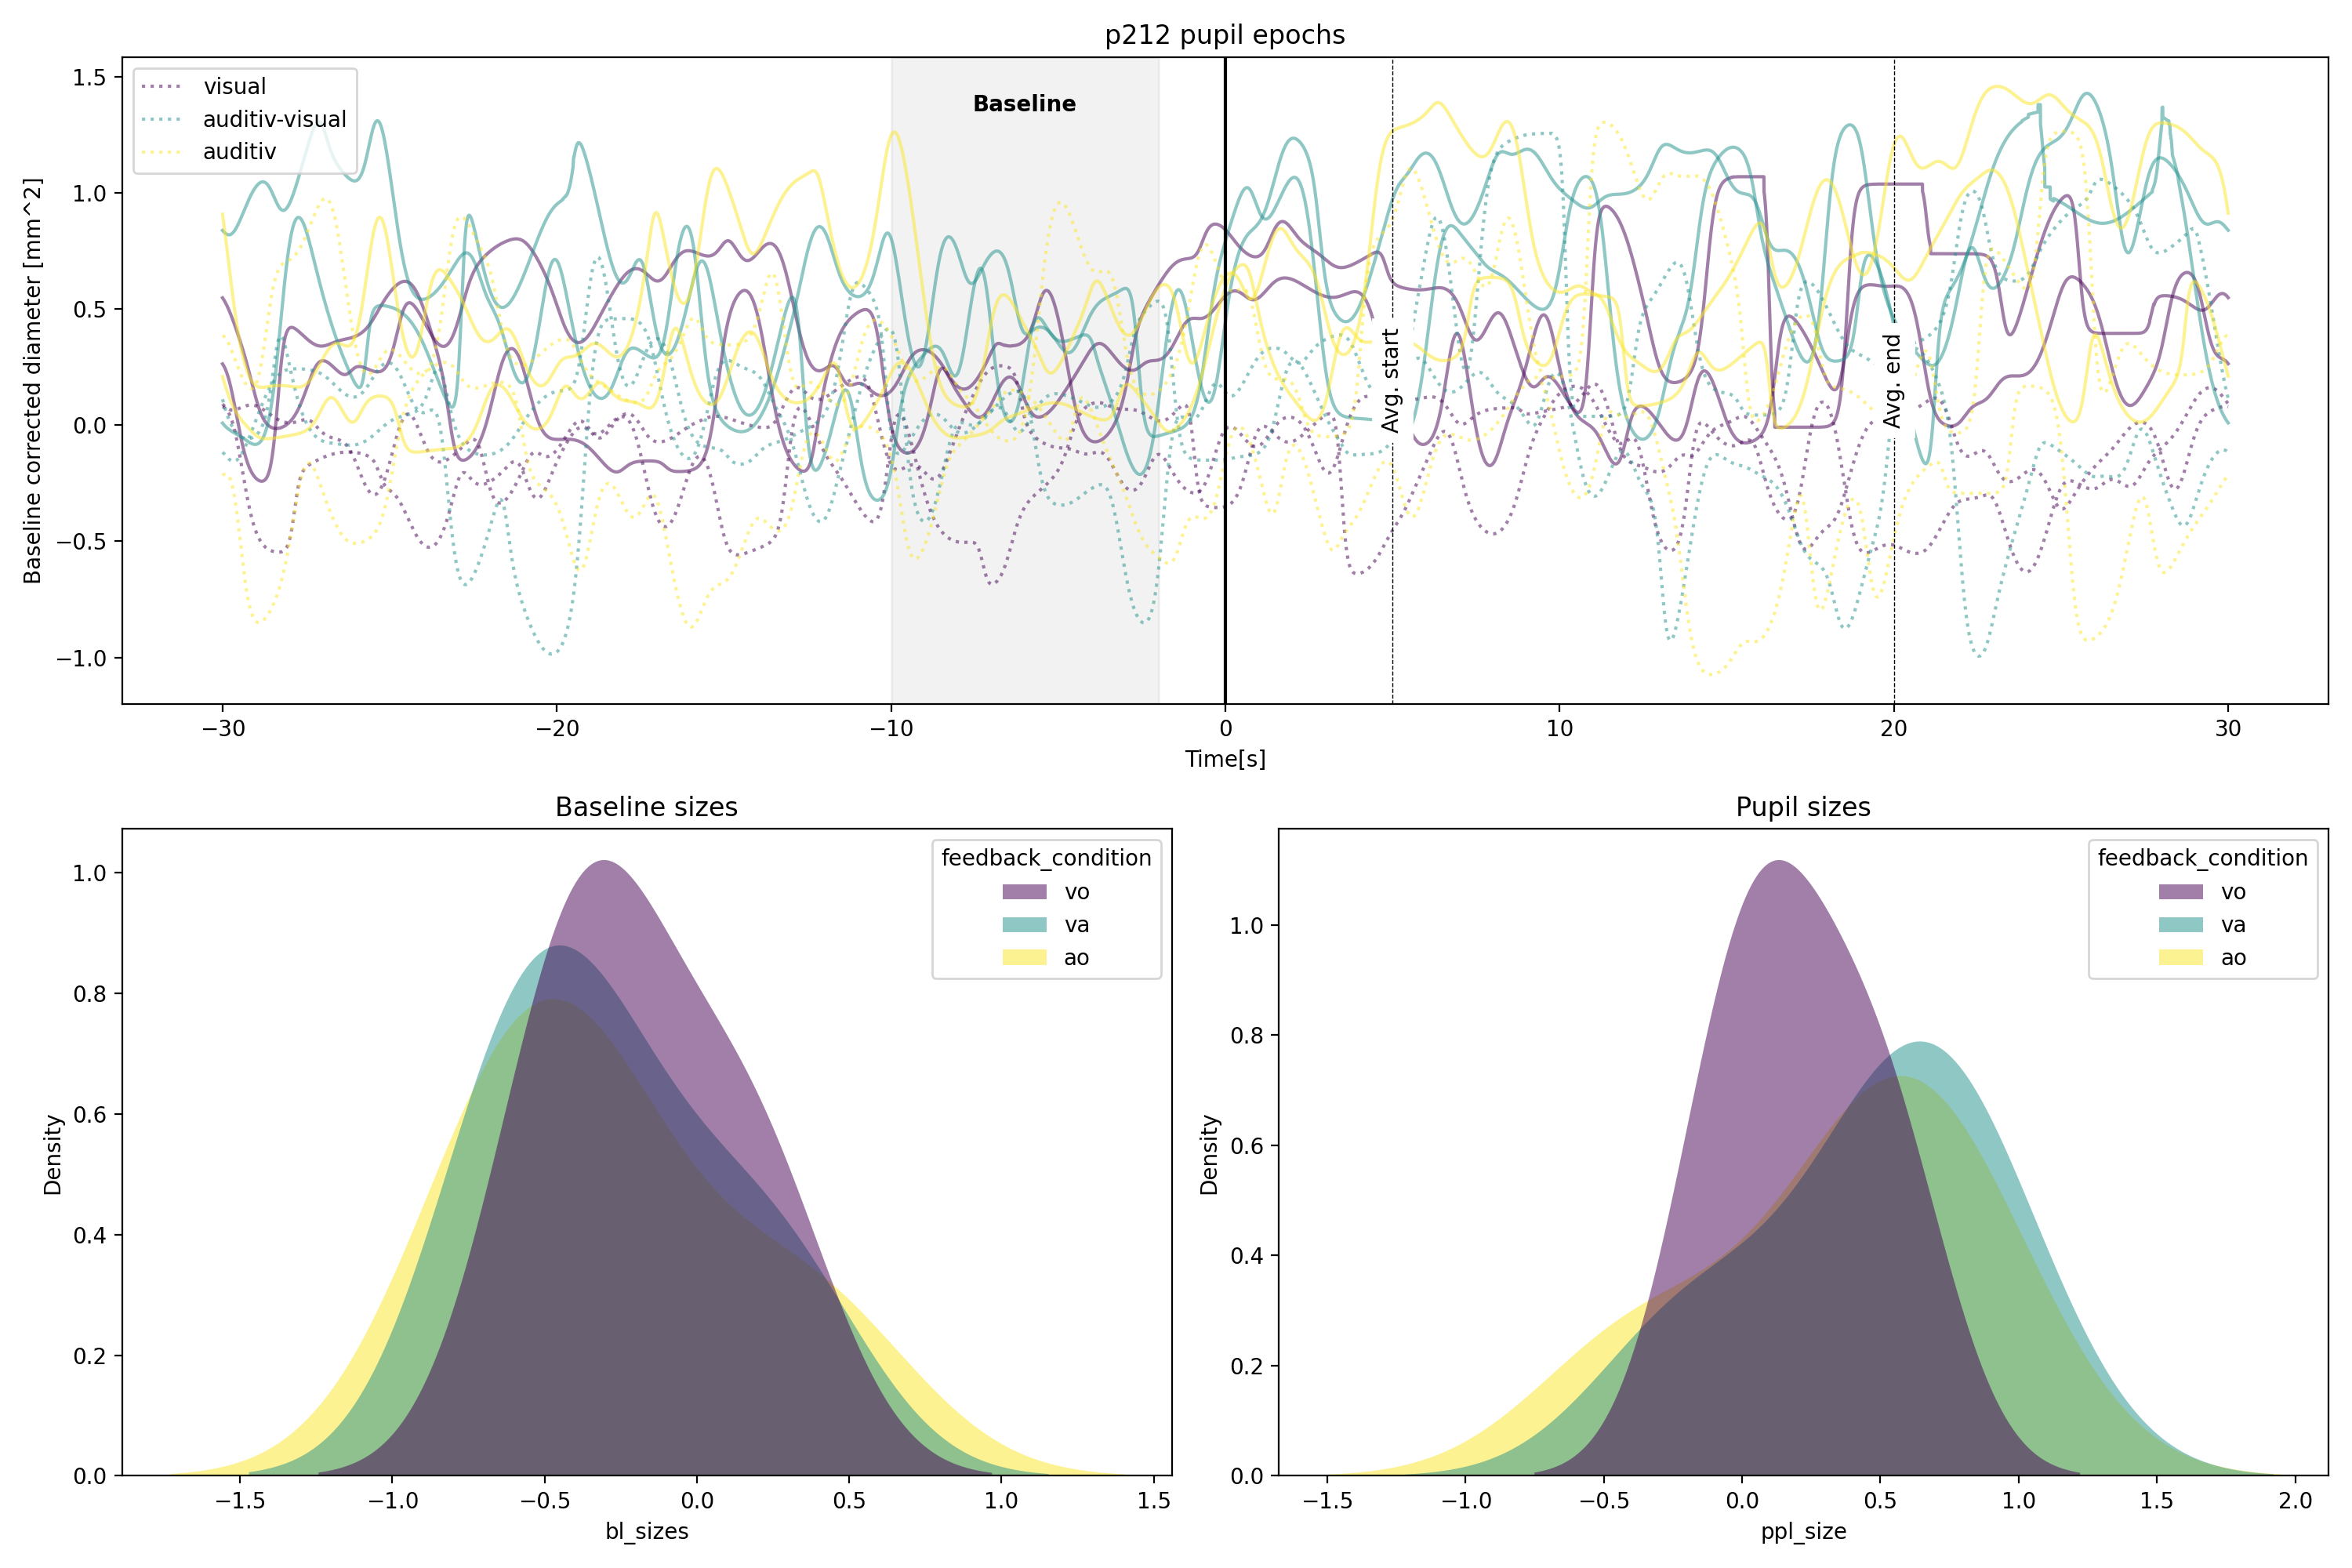 p212 pupil epochs
Baseline corrected diameter [mm^2]
1.5
1.0
0.5
0.0
−0.5
−1.0
visual
auditiv-visual
auditiv
Baseline
Avg. start
Avg. end
−30
−20
−10
0
10
20
30
Time[s]
Baseline sizes
Density
1.0
0.8
0.6
0.4
0.2
0.0
feedback_condition
vo
va
ao
−1.5
−1.0
−0.5
0.0
0.5
1.0
1.5
bl_sizes
Pupil sizes
Density
1.0
0.8
0.6
0.4
0.2
0.0
feedback_condition
vo
va
ao
−1.5
−1.0
−0.5
0.0
0.5
1.0
1.5
2.0
ppl_size